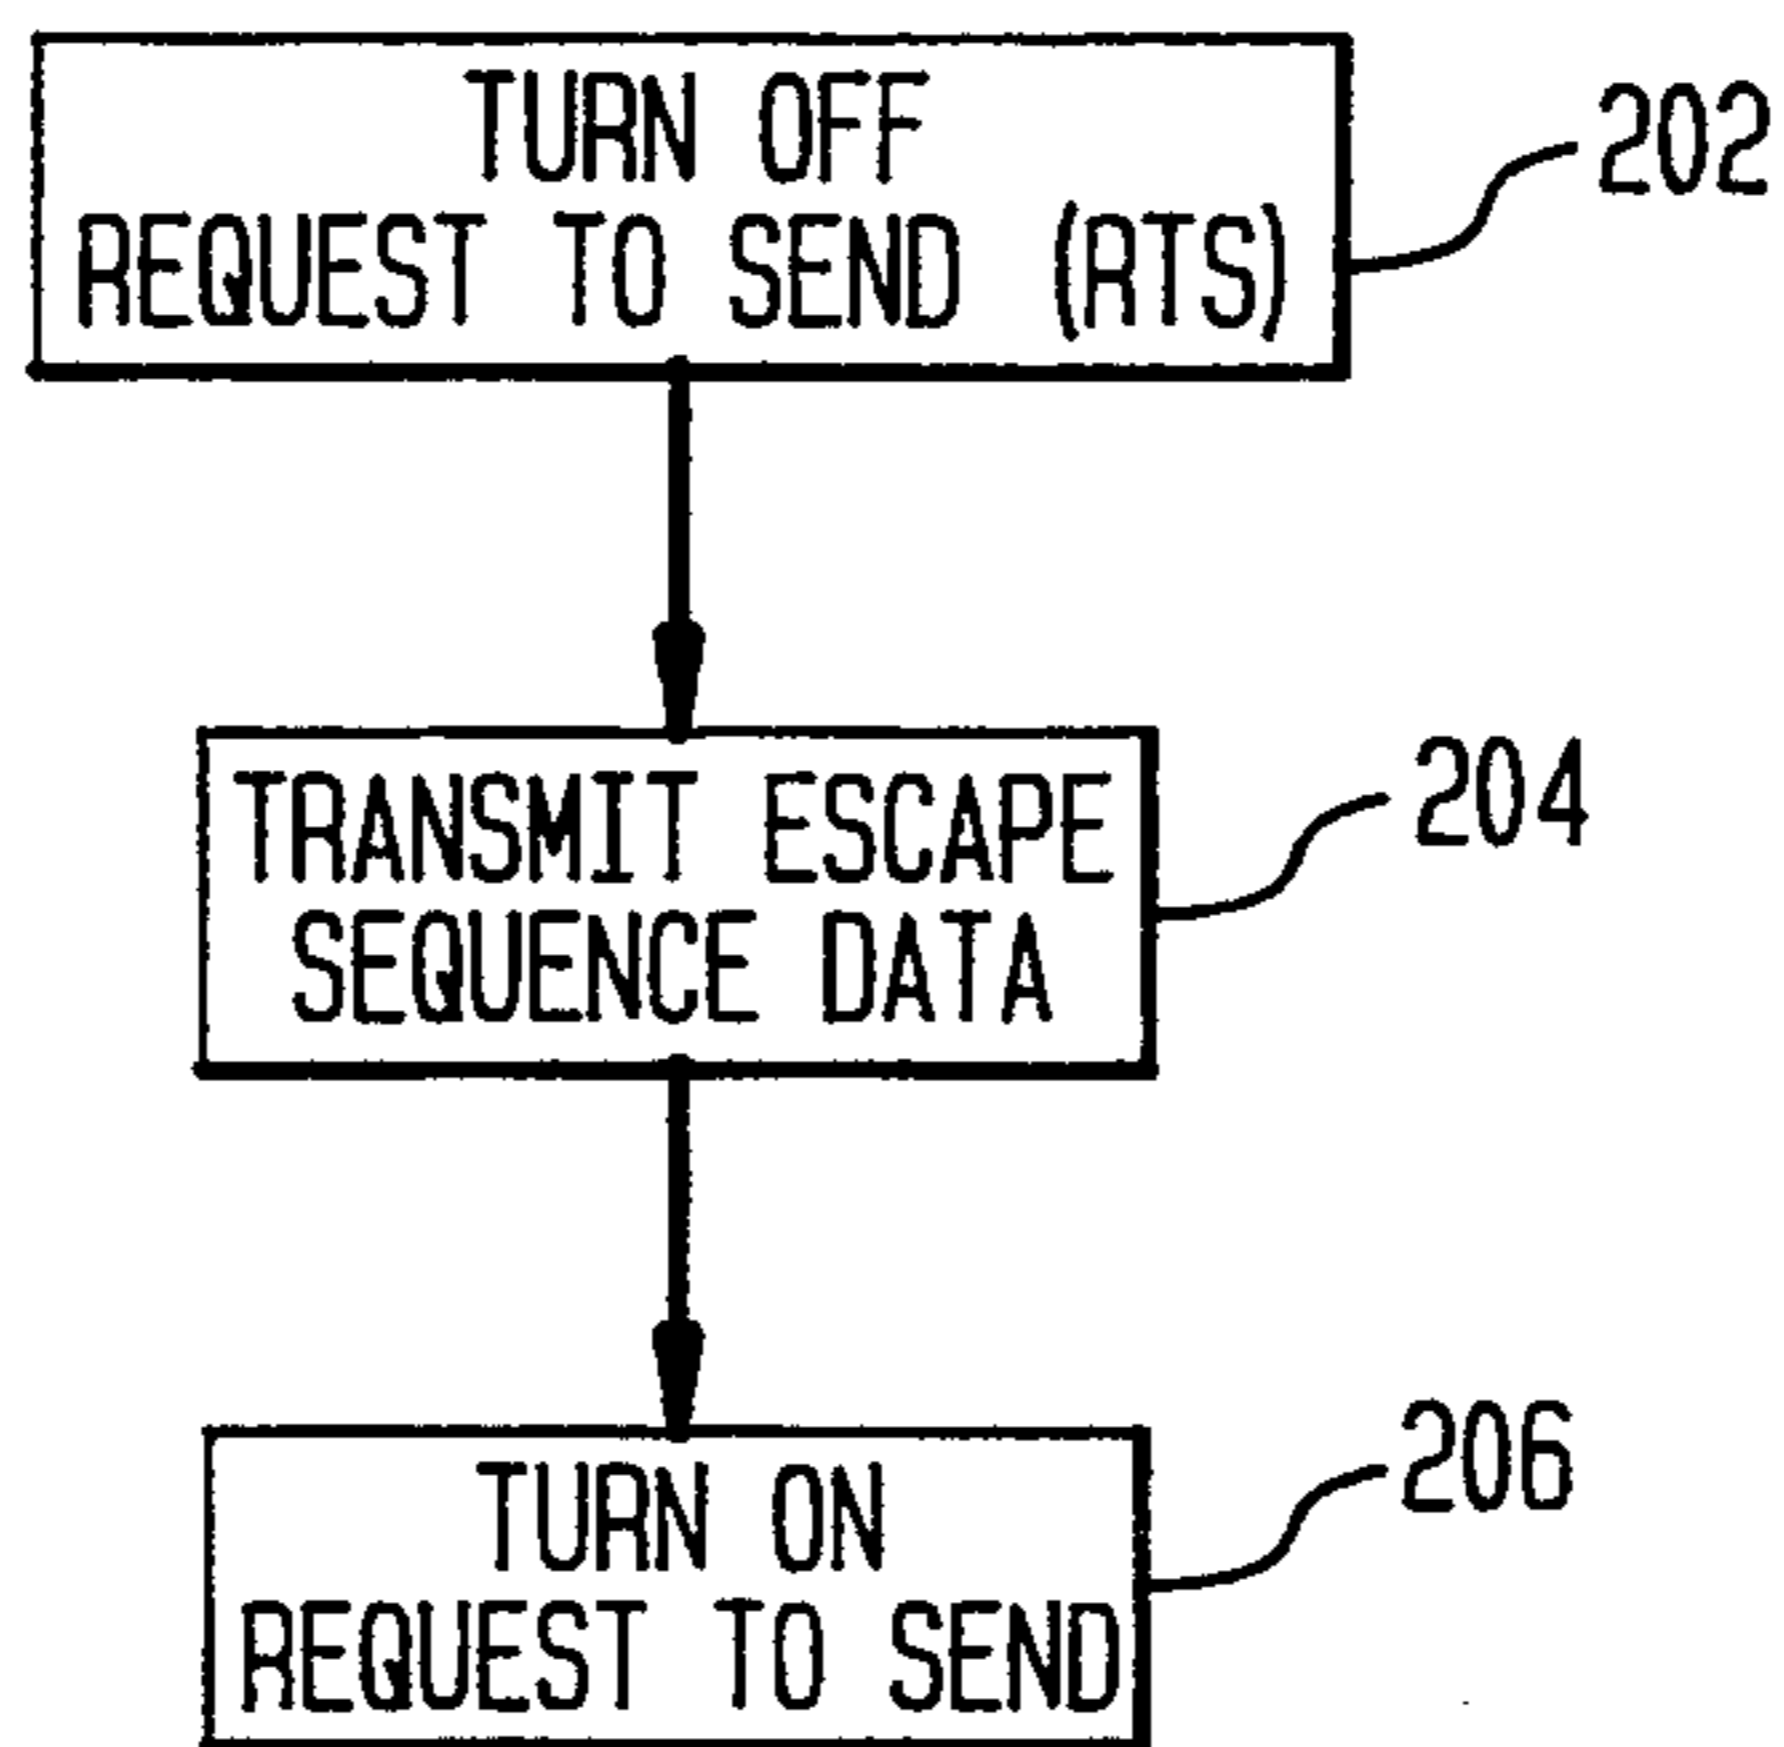 TURN OFF
REQUEST TO SEND (RTS)
202
TRANSMIT ESCAPE
SEQUENCE DATA
204
TURN ON
REQUEST TO SEND
206